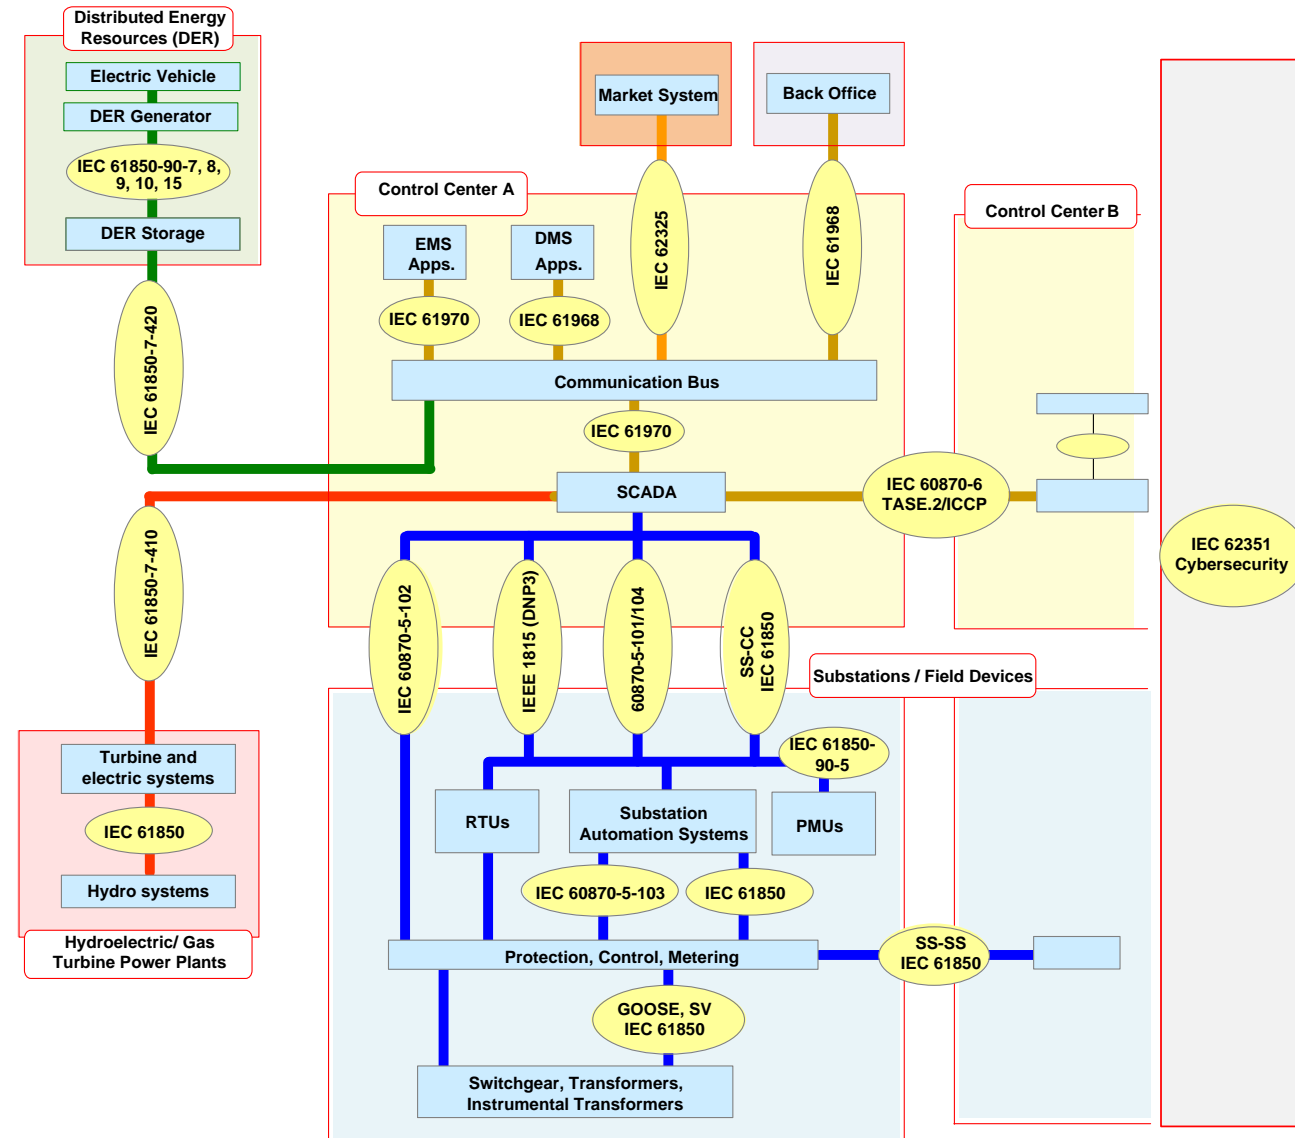 Distributed Energy
Resources (DER)
Electric Vehicle
DER Generator
IEC 61850-90-7, 8,
9, 10, 15
DER Storage
IEC 61850-7-420
Market System
Back Office
IEC 62325
IEC 61968
Control Center A
EMS
Apps.
DMS
Apps.
IEC 61970
IEC 61968
Communication Bus
IEC 61970
SCADA
Control Center B
IEC 60870-6
TASE.2/ICCP
IEC 62351
Cybersecurity
IEC 61850-7-410
IEC 60870-5-102
IEEE 1815 (DNP3)
60870-5-101/104
SS-CC
IEC 61850
Substations / Field Devices
IEC 61850-
90-5
Turbine and
electric systems
IEC 61850
Hydro systems
Hydroelectric/ Gas
Turbine Power Plants
RTUs
Substation
Automation Systems
PMUs
IEC 60870-5-103
IEC 61850
Protection, Control, Metering
SS-SS
IEC 61850
GOOSE, SV
IEC 61850
Switchgear, Transformers,
Instrumental Transformers